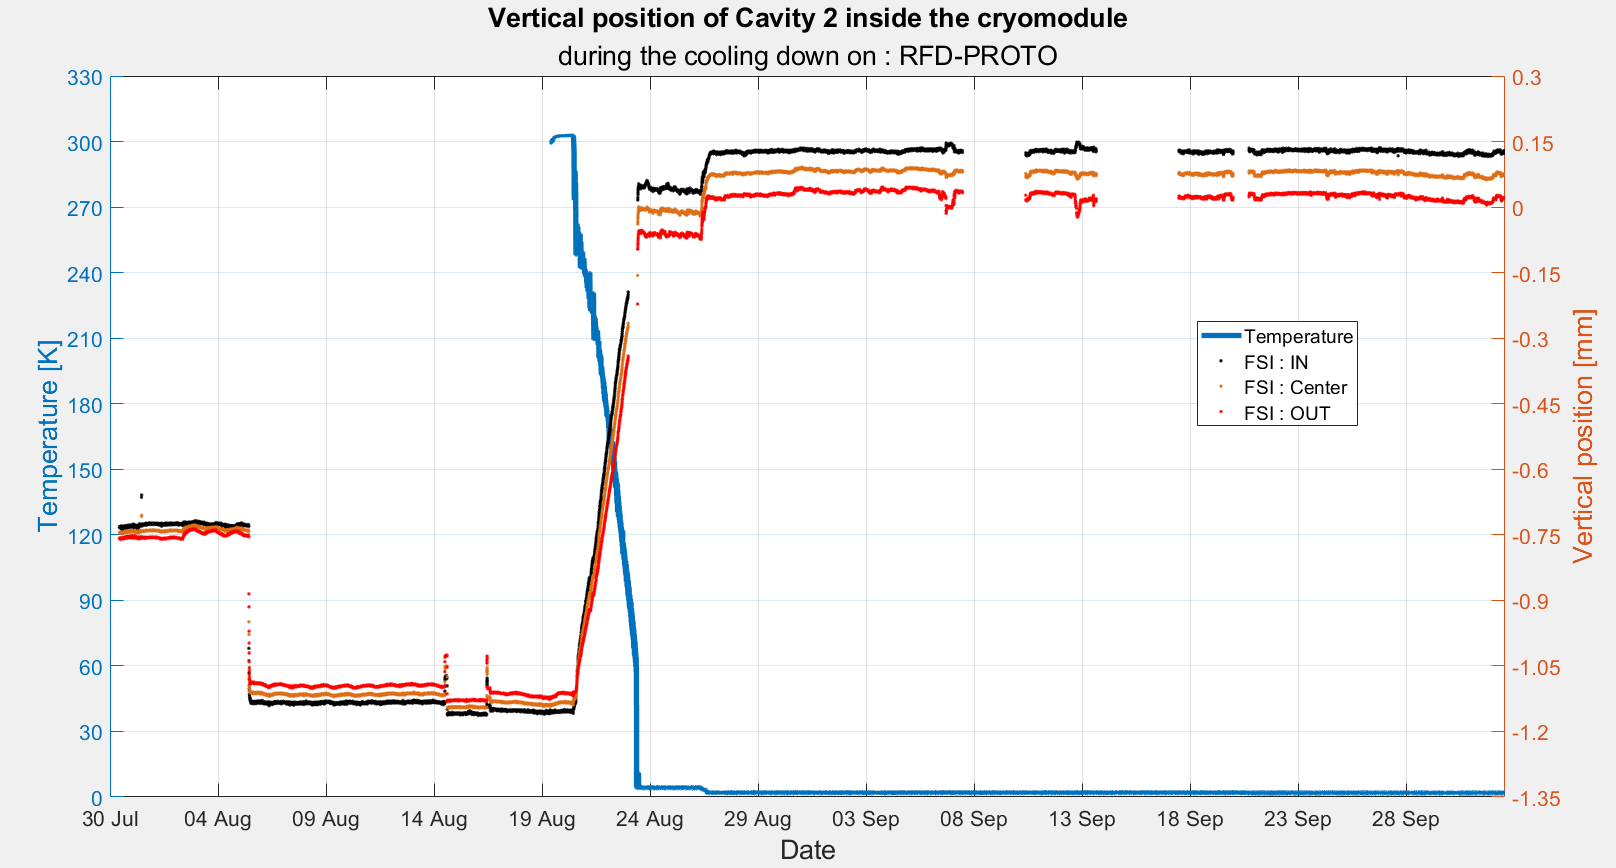 Vertical position of Cavity 2 inside the cryomodule
during the cooling down on : RFD-PROTO
330
300
270
240
210
180
150
120
90
60
30
0
Temperature [K]
0.3
0.15
0
-0.15
-0.3
-0.45
-0.6
-0.75
-0.9
-1.05
-1.2
-1.35
Vertical position [mm]
Temperature
FSI : IN
FSI : Center
FSI : OUT
30 Jul 04 Aug 09 Aug 14 Aug 19 Aug 24 Aug 29 Aug 03 Sep 08 Sep 13 Sep 18 Sep 23 Sep 28 Sep
Date